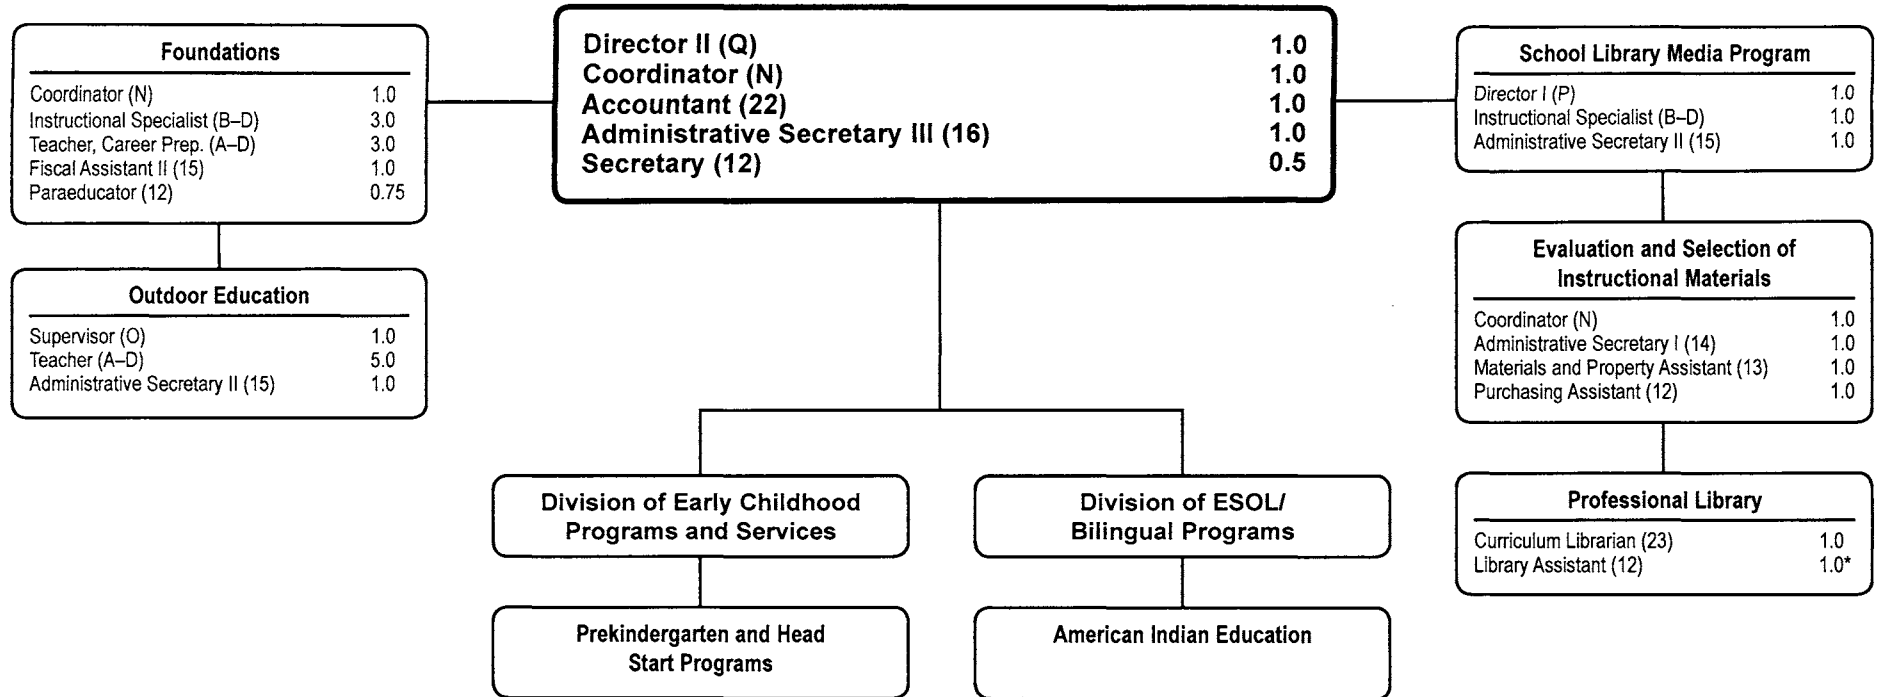 Foundations
Coordinator (N) 1.0
Instructional Specialist (B–D) 3.0
Teacher, Career Prep. (A–D) 3.0
Fiscal Assistant II (15) 1.0
Paraeducator (12) 0.75
Outdoor Education
Supervisor (O) 1.0
Teacher (A–D) 5.0
Administrative Secretary II (15) 1.0
Director II (Q) 1.0
Coordinator (N) 1.0
Accountant (22) 1.0
Administrative Secretary III (16) 1.0
Secretary (12) 0.5
School Library Media Program
Director I (P) 1.0
Instructional Specialist (B–D) 1.0
Administrative Secretary II (15) 1.0
Evaluation and Selection of
Instructional Materials
Coordinator (N) 1.0
Administrative Secretary I (14) 1.0
Materials and Property Assistant (13) 1.0
Purchasing Assistant (12) 1.0
Professional Library
Curriculum Librarian (23) 1.0
Library Assistant (12) 1.0*
Division of Early Childhood
Programs and Services
Prekindergarten and Head
Start Programs
Division of ESOL/
Bilingual Programs
American Indian Education